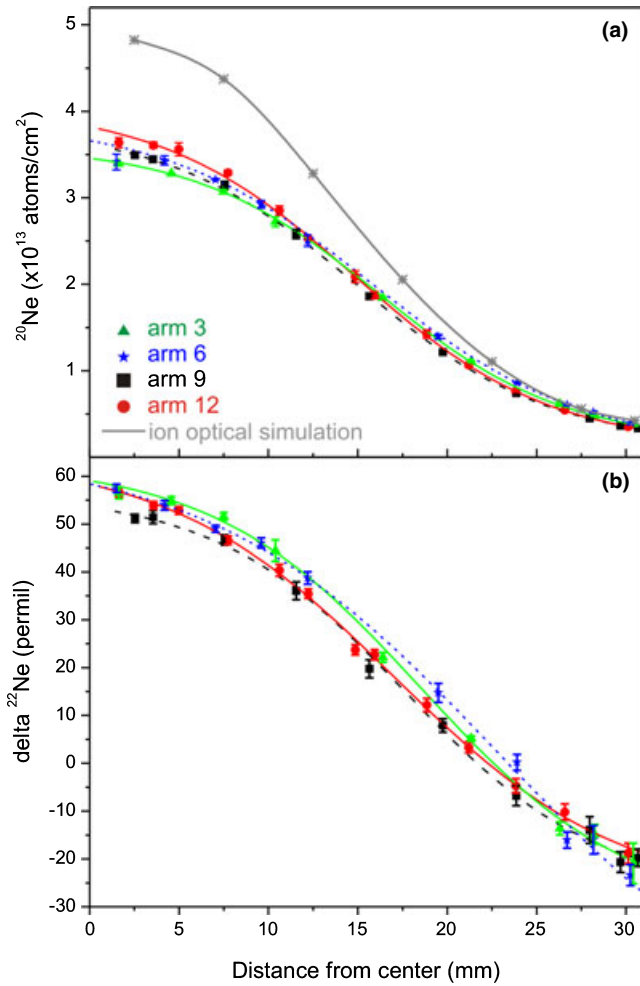 (a)
5
4
3
2
1
²⁰Ne (x10¹³ atoms/cm²)
arm 3
arm 6
arm 9
arm 12
ion optical simulation
(b)
60
50
40
30
20
10
0
-10
-20
-30
delta ²²Ne (permil)
0 5 10 15 20 25 30
Distance from center (mm)